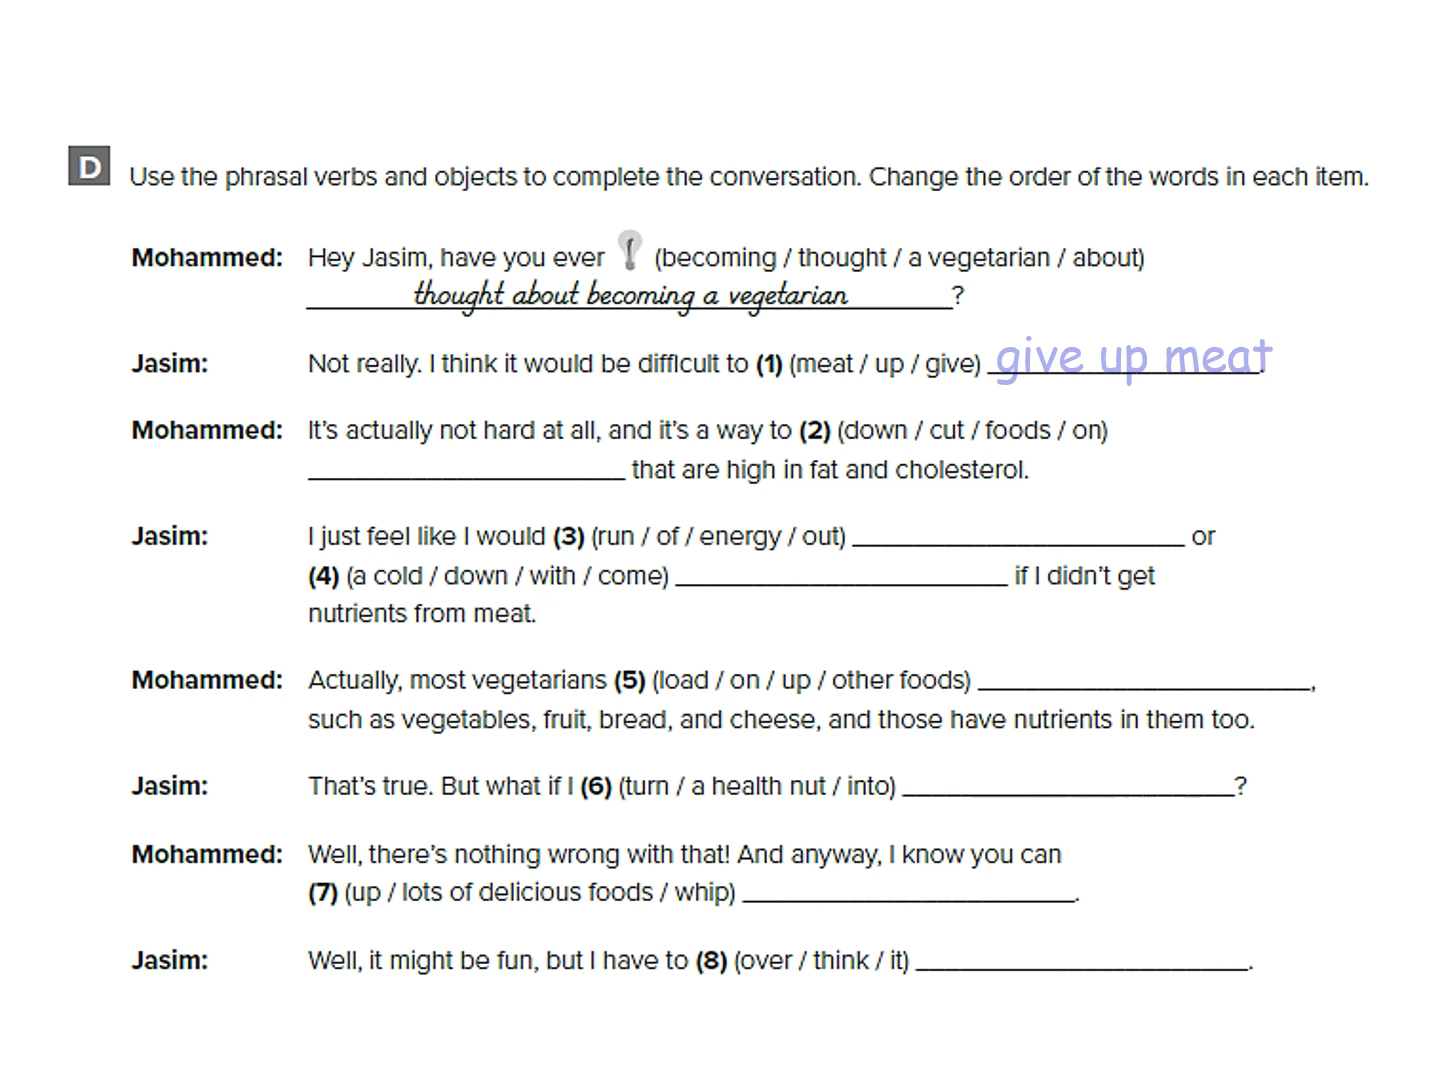 D Use the phrasal verbs and objects to complete the conversation. Change the order of the words in each item.
Mohammed: Hey Jasim, have you ever (becoming / thought / a vegetarian / about)
thought about becoming a vegetarian?
Jasim: Not really. I think it would be difficult to (1) (meat / up / give) give up meat.
Mohammed: It's actually not hard at all, and it's a way to (2) (down / cut / foods / on)
____________________ that are high in fat and cholesterol.
Jasim: I just feel like I would (3) (run / of / energy / out) ____________________ or
(4) (a cold / down / with / come) ____________________ if I didn't get
nutrients from meat.
Mohammed: Actually, most vegetarians (5) (load / on / up / other foods) ____________________,
such as vegetables, fruit, bread, and cheese, and those have nutrients in them too.
Jasim: That's true. But what if I (6) (turn / a health nut / into) ____________________?
Mohammed: Well, there's nothing wrong with that! And anyway, I know you can
(7) (up / lots of delicious foods / whip) ____________________.
Jasim: Well, it might be fun, but I have to (8) (over / think / it) ____________________.